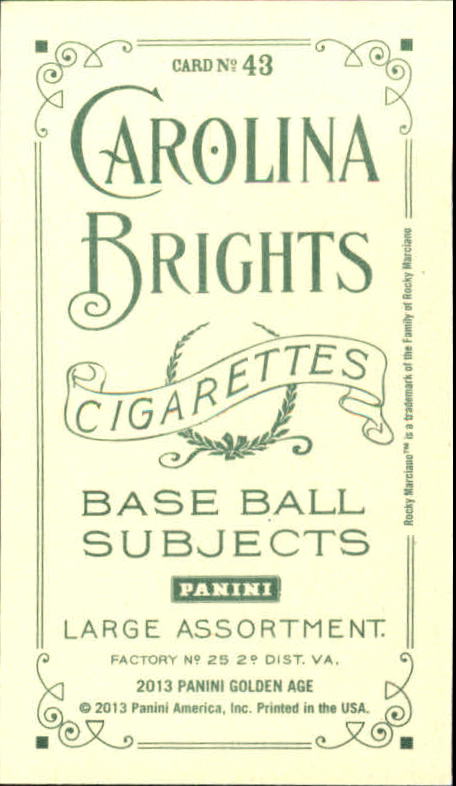 CARD Nº 43
CAROLINA
BRIGHTS
CIGARETTES
BASE BALL
SUBJECTS
PANINI
LARGE ASSORTMENT.
FACTORY Nº 25 2º DIST. VA.
2013 PANINI GOLDEN AGE
© 2013 Panini America, Inc. Printed in the USA.
Rocky Marciano™ is a trademark of the Family of Rocky Marciano